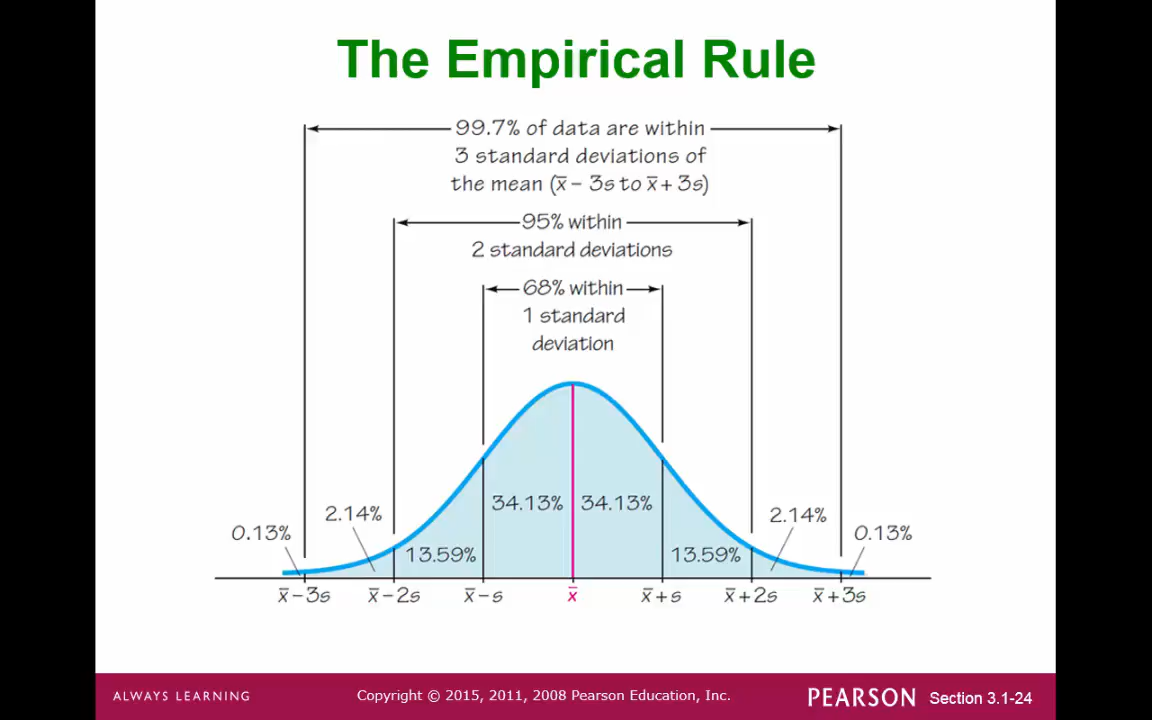 The Empirical Rule
99.7% of data are within
3 standard deviations of
the mean (x̄ − 3s to x̄ + 3s)
95% within
2 standard deviations
68% within
1 standard
deviation
34.13% 34.13%
2.14% 2.14%
0.13% 0.13%
13.59% 13.59%
x̄ − 3s x̄ − 2s x̄ − s x̄ x̄ + s x̄ + 2s x̄ + 3s
ALWAYS LEARNING Copyright © 2015, 2011, 2008 Pearson Education, Inc. PEARSON Section 3.1-24